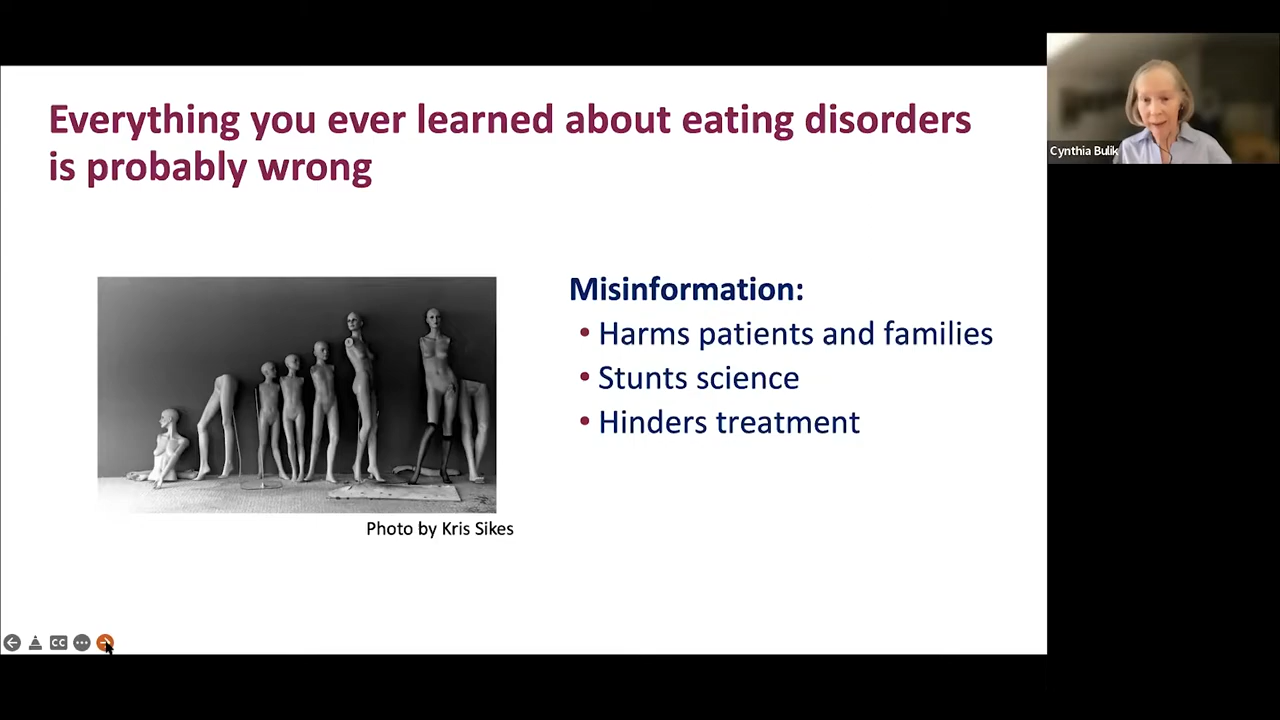 Everything you ever learned about eating disorders
is probably wrong
Cynthia Bulik
Misinformation:
• Harms patients and families
• Stunts science
• Hinders treatment
Photo by Kris Sikes
CC